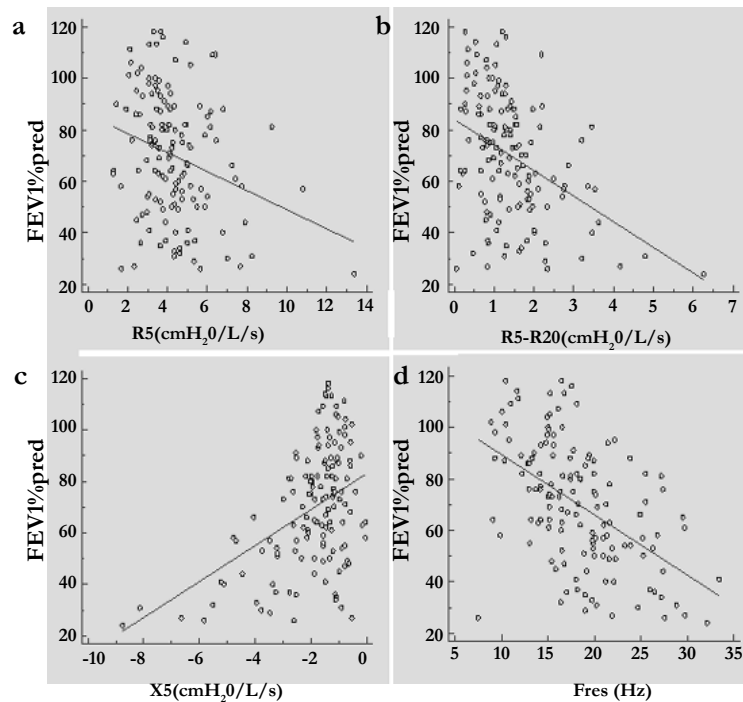 a
FEV1%pred
120
100
80
60
40
20
0 2 4 6 8 10 12 14
R5(cmH₂0/L/s)
b
FEV1%pred
120
100
80
60
40
20
0 1 2 3 4 5 6 7
R5-R20(cmH₂0/L/s)
c
FEV1%pred
120
100
80
60
40
20
-10 -8 -6 -4 -2 0
X5(cmH₂0/L/s)
d
FEV1%pred
120
100
80
60
40
20
5 10 15 20 25 30 35
Fres (Hz)